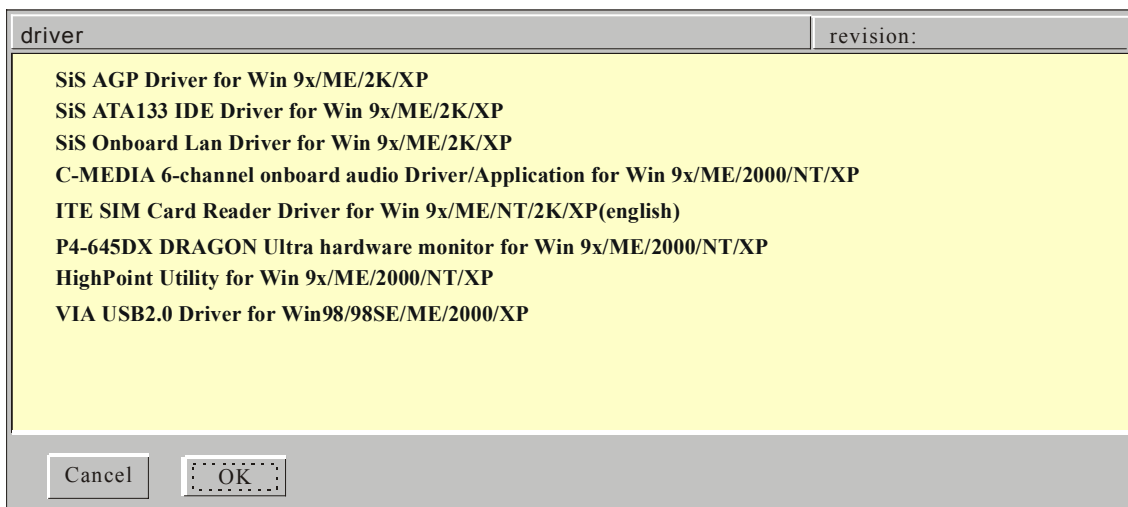 driver revision:
SiS AGP Driver for Win 9x/ME/2K/XP
SiS ATA133 IDE Driver for Win 9x/ME/2K/XP
SiS Onboard Lan Driver for Win 9x/ME/2K/XP
C-MEDIA 6-channel onboard audio Driver/Application for Win 9x/ME/2000/NT/XP
ITE SIM Card Reader Driver for Win 9x/ME/NT/2K/XP(english)
P4-645DX DRAGON Ultra hardware monitor for Win 9x/ME/2000/NT/XP
HighPoint Utility for Win 9x/ME/2000/NT/XP
VIA USB2.0 Driver for Win98/98SE/ME/2000/XP
Cancel OK